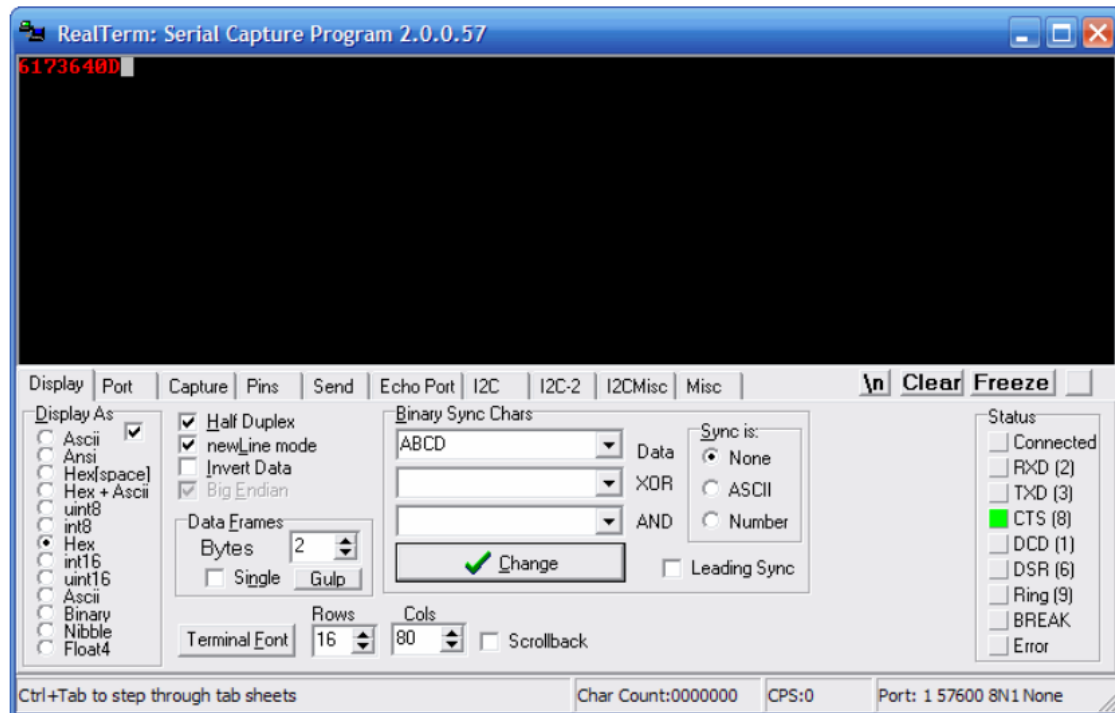 RealTerm: Serial Capture Program 2.0.0.57
6173640D
Display Port Capture Pins Send Echo Port I2C I2C-2 I2CMisc Misc \n Clear Freeze
Display As
Ascii
Ansi
Hex[space]
Hex + Ascii
uint8
int8
Hex
int16
uint16
Ascii
Binary
Nibble
Float4
Half Duplex
newLine mode
Invert Data
Big Endian
Data Frames
Bytes 2
Single Gulp
Rows Cols
Terminal Font 16 80 Scrollback
Binary Sync Chars
ABCD Data
XOR
AND
Change
Sync is:
None
ASCII
Number
Leading Sync
Status
Connected
RXD (2)
TXD (3)
CTS (8)
DCD (1)
DSR (6)
Ring (9)
BREAK
Error
Ctrl+Tab to step through tab sheets Char Count:0000000 CPS:0 Port: 1 57600 8N1 None